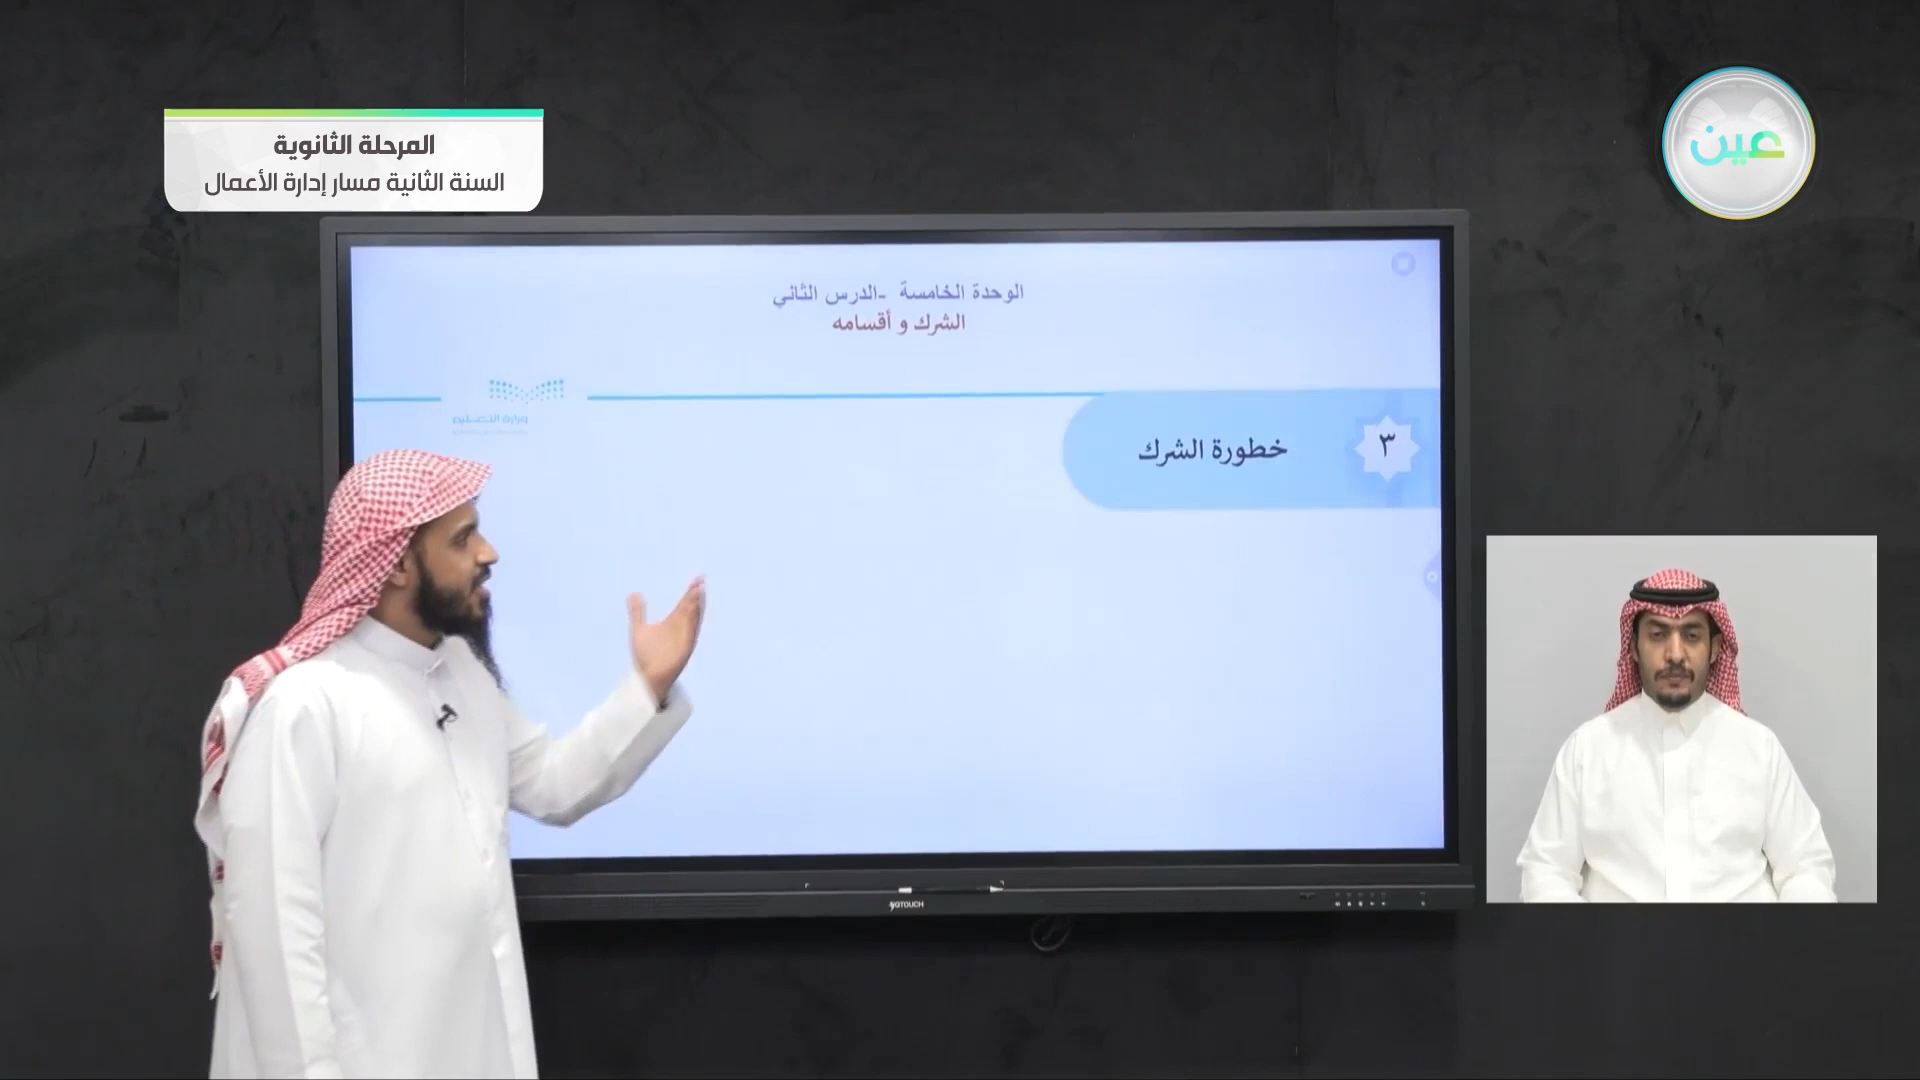 المرحلة الثانوية
السنة الثانية مسار إدارة الأعمال
عين
الوحدة الخامسة -الدرس الثاني
الشرك و أقسامه
وزارة التعليم
٣
خطورة الشرك